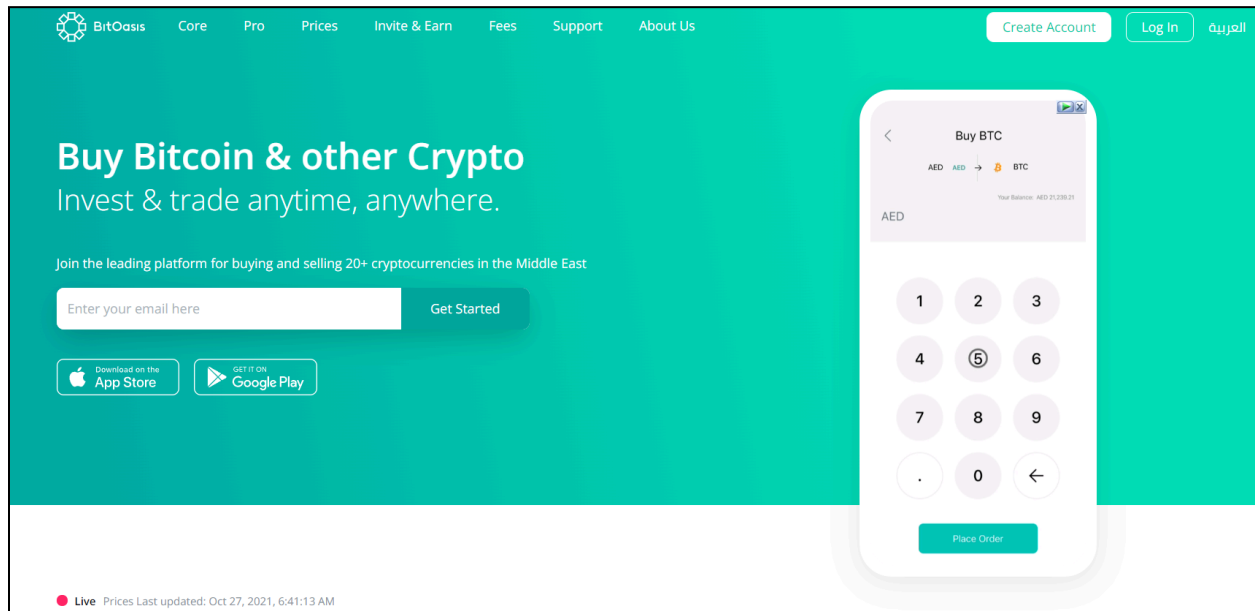 BitOasis Core Pro Prices Invite & Earn Fees Support About Us Create Account Log In العربية
Buy Bitcoin & other Crypto
Invest & trade anytime, anywhere.
Join the leading platform for buying and selling 20+ cryptocurrencies in the Middle East
Enter your email here Get Started
Download on the
App Store
GET IT ON
Google Play
Buy BTC
AED AED → BTC
Your Balance: AED 21,239.21
AED
1 2 3
4 5 6
7 8 9
. 0 ←
Place Order
Live Prices Last updated: Oct 27, 2021, 6:41:13 AM